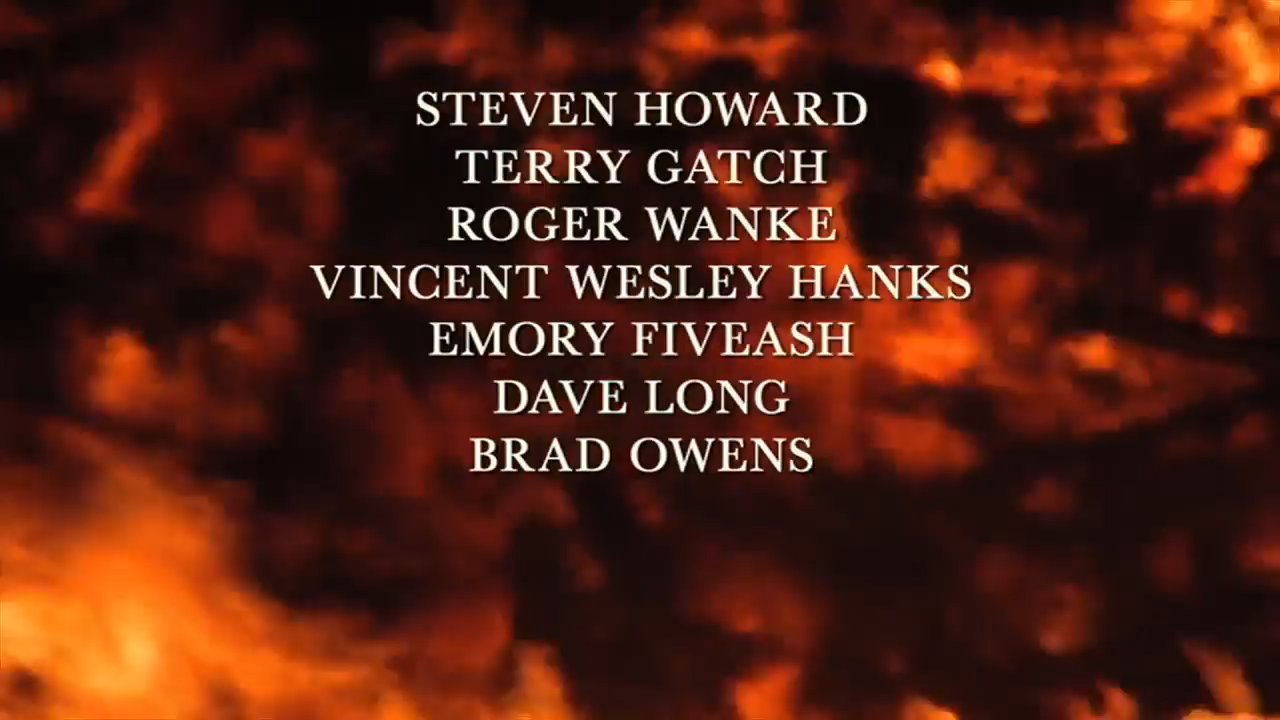 STEVEN HOWARD
TERRY GATCH
ROGER WANKE
VINCENT WESLEY HANKS
EMORY FIVEASH
DAVE LONG
BRAD OWENS